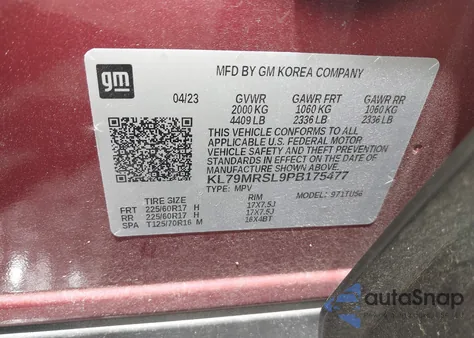 gm
MFD BY GM KOREA COMPANY
04/23 GVWR GAWR FRT GAWR RR
2000 KG 1060 KG 1060 KG
4409 LB 2336 LB 2336 LB
THIS VEHICLE CONFORMS TO ALL
APPLICABLE U.S. FEDERAL MOTOR
VEHICLE SAFETY AND THEFT PREVENTION
STANDARDS IN EFFECT ON THE DATE OF
MANUFACTURE SHOWN ABOVE.
KL79MRSL9PB175477
TYPE: MPV MODEL: 1TU56
TIRE SIZE RIM
FRT 225/60R17 H 17X7.5J
RR 225/60R17 H 17X7.5J
SPA T125/70R16 M 16X4BT
autoSnap